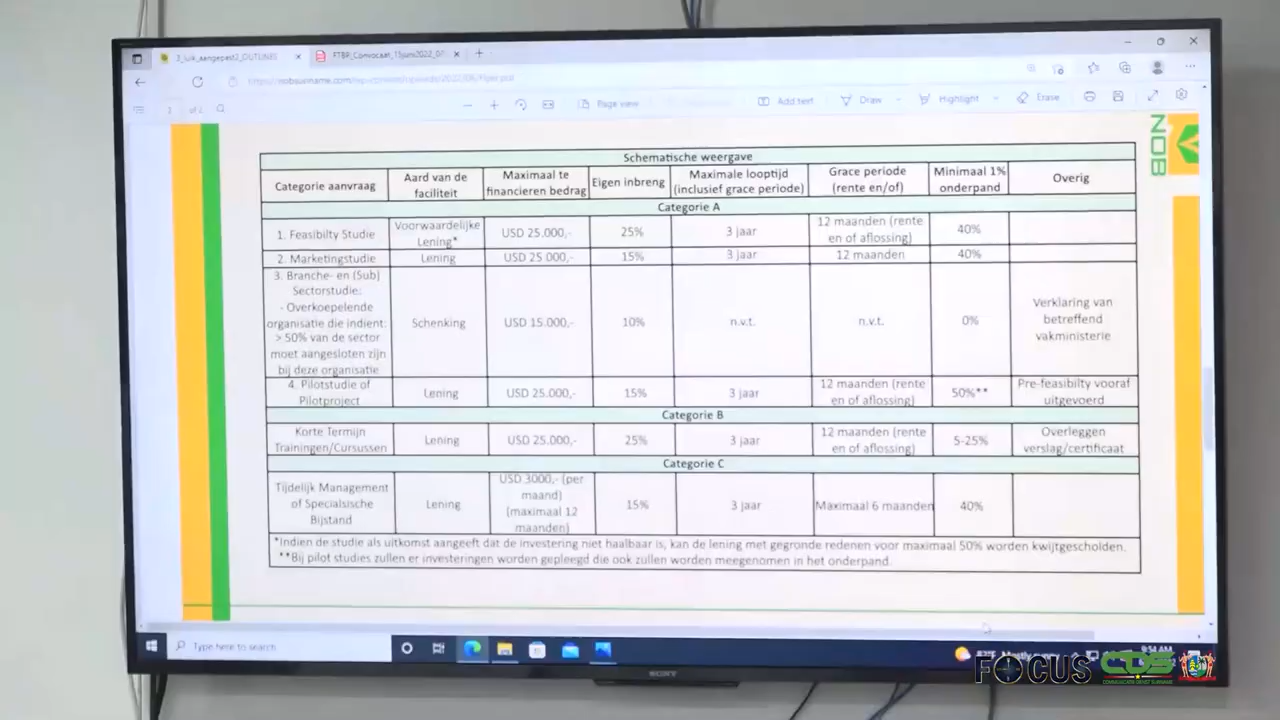 3_luik_aangepast2_OUTLINES
FTBP_Convocaat_15juni2022_07
Page view
Add text
Draw
Highlight
Erase
NOB
Schematische weergave
Categorie aanvraag
Aard van de
faciliteit
Maximaal te
financieren bedrag
Eigen inbreng
Maximale looptijd
(inclusief grace periode)
Grace periode
(rente en/of)
Minimaal 1%
onderpand
Overig
Categorie A
1. Feasibilty Studie
Voorwaardelijke
Lening*
USD 25.000,-
25%
3 jaar
12 maanden (rente
en of aflossing)
40%
2. Marketingstudie
Lening
USD 25 000,-
15%
3 jaar
12 maanden
40%
3. Branche- en (Sub)
Sectorstudie:
- Overkoepelende
organisatie die indient:
> 50% van de sector
moet aangesloten zijn
bij deze organisatie
Schenking
USD 15.000,-
10%
n.v.t.
n.v.t.
0%
Verklaring van
betreffend
vakministerie
4. Pilotstudie of
Pilotproject
Lening
USD 25.000,-
15%
3 jaar
12 maanden (rente
en of aflossing)
50%**
Pre-feasibilty vooraf
uitgevoerd
Categorie B
Korte Termijn
Trainingen/Cursussen
Lening
USD 25.000,-
25%
3 jaar
12 maanden (rente
en of aflossing)
5-25%
Overleggen
verslag/certificaat
Categorie C
Tijdelijk Management
of Specialsische
Bijstand
Lening
USD 3000,- (per
maand)
(maximaal 12
maanden)
15%
3 jaar
Maximaal 6 maanden
40%
*Indien de studie als uitkomst aangeeft dat de investering niet haalbaar is, kan de lening met gegronde redenen voor maximaal 50% worden kwijtgescholden.
**Bij pilot studies zullen er investeringen worden gepleegd die ook zullen worden meegenomen in het onderpand.
Type here to search
9:54 AM
SONY
FOCUS
CDS
COMMUNICATIE DIENST SURINAME